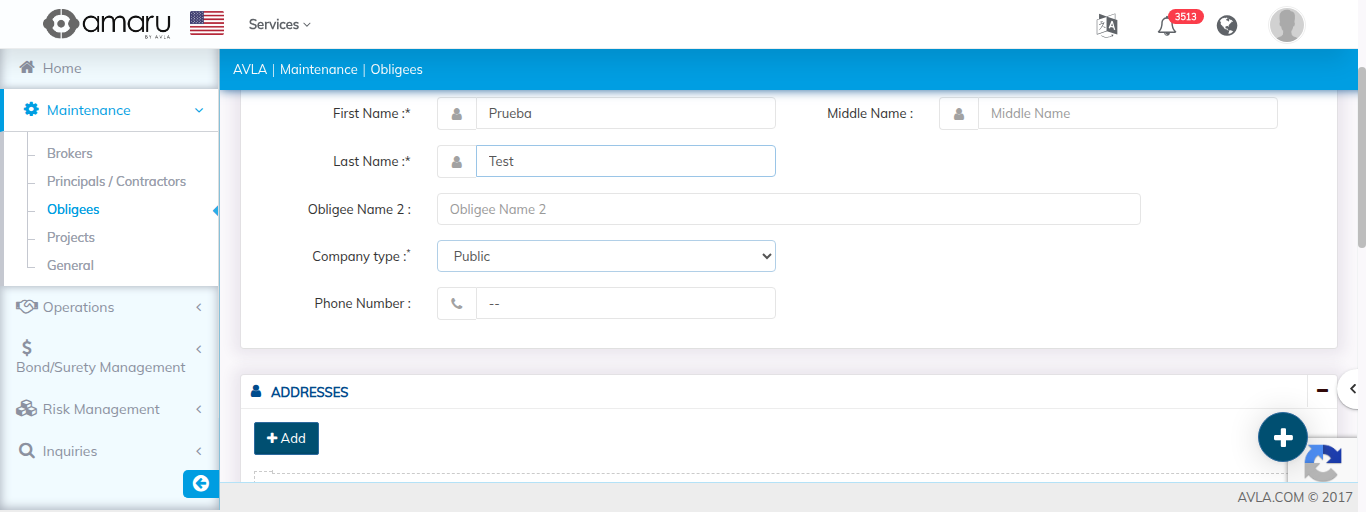 amaru
BY AVLA
Services
3513
Home
AVLA | Maintenance | Obligees
Maintenance
Brokers
Principals / Contractors
Obligees
Projects
General
Operations
Bond/Surety Management
Risk Management
Inquiries
First Name :*
Prueba
Middle Name :
Middle Name
Last Name :*
Test
Obligee Name 2 :
Obligee Name 2
Company type :*
Public
Phone Number :
--
ADDRESSES
Add
AVLA.COM © 2017